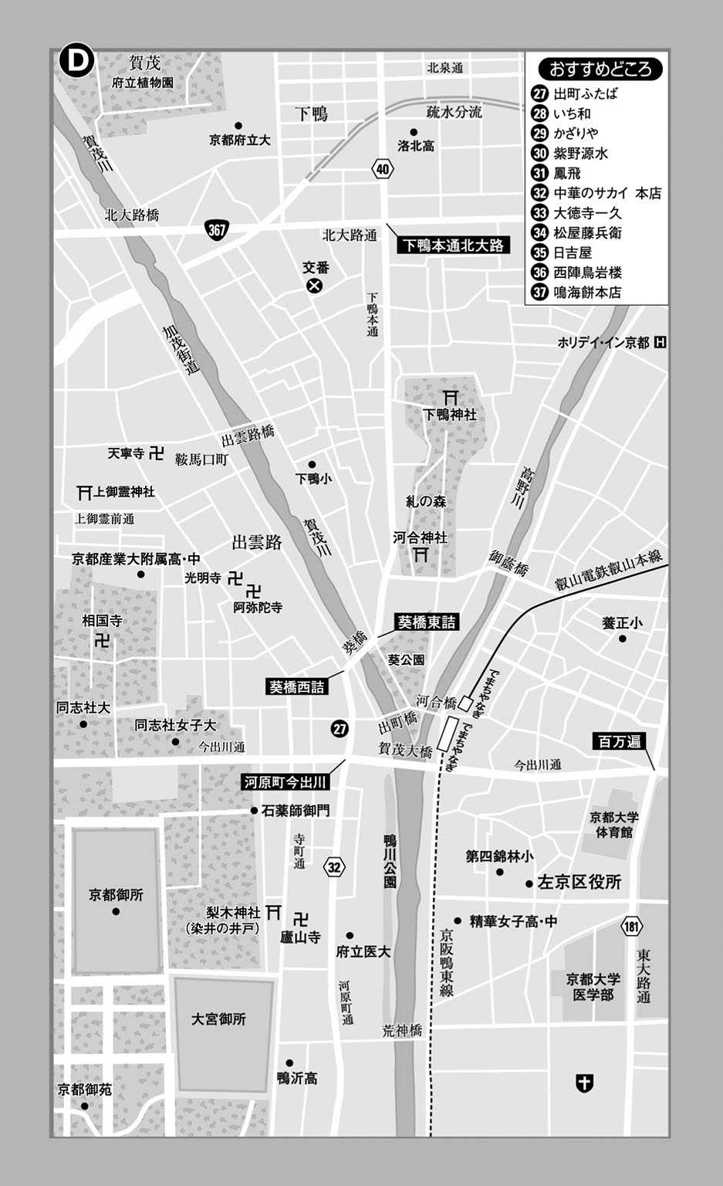 D
賀茂
府立植物園
北泉通
下鴨
疏水分流
京都府立大
洛北高
賀茂川
40
北大路橋
367
北大路通
下鴨本通北大路
交番
下鴨本通
加茂街道
おすすめどころ
27 出町ふたば
28 いち和
29 かざりや
30 紫野源水
31 鳳飛
32 中華のサカイ 本店
33 大徳寺一久
34 松屋藤兵衛
35 日吉屋
36 西陣鳥岩楼
37 鳴海餅本店
ホリデイ・イン京都 H
下鴨神社
出雲路橋
天寧寺
鞍馬口町
下鴨小
高野川
上御霊神社
上御霊前通
糺の森
賀茂川
出雲路
河合神社
御蔭橋
叡山電鉄叡山本線
京都産業大附属高・中
光明寺
阿弥陀寺
相国寺
葵橋東詰
養正小
葵橋
葵公園
葵橋西詰
でまちやなぎ
同志社大
同志社女子大
27
河合橋
出町橋
でまちやなぎ
今出川通
賀茂大橋
百万遍
河原町今出川
今出川通
石薬師御門
寺町通
32
鴨川公園
京都大学
体育館
第四錦林小
左京区役所
京都御所
梨木神社
(染井の井戸)
廬山寺
精華女子高・中
181
府立医大
京阪鴨東線
東大路通
河原町通
京都大学
医学部
大宮御所
荒神橋
鴨沂高
京都御苑